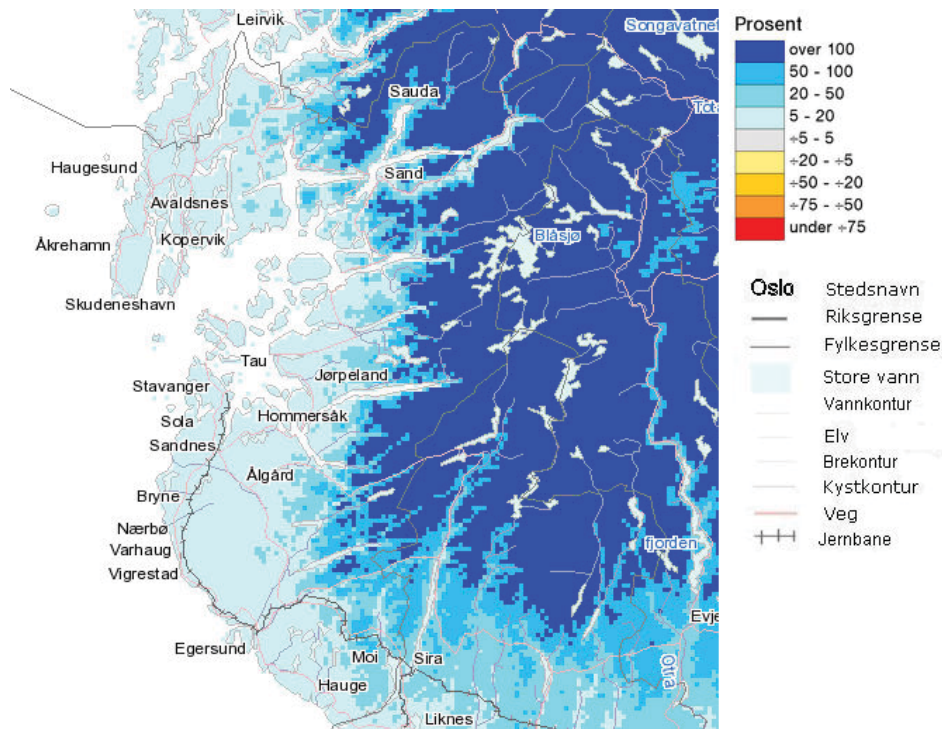 Leirvik
Songavatnet
Sauda
Tot
Haugesund
Sand
Avaldsnes
Åkrehamn
Kopervik
Blåsjø
Skudeneshavn
Tau
Jørpeland
Stavanger
Hommersåk
Sola
Sandnes
Ålgård
Bryne
Nærbø
Varhaug
fjorden
Vigrestad
Evje
Egersund
Moi
Sira
Otra
Hauge
Liknes
Prosent
over 100
50 - 100
20 - 50
5 - 20
÷5 - 5
÷20 - ÷5
÷50 - ÷20
÷75 - ÷50
under ÷75
Oslo Stedsnavn
Riksgrense
Fylkesgrense
Store vann
Vannkontur
Elv
Brekontur
Kystkontur
Veg
Jernbane